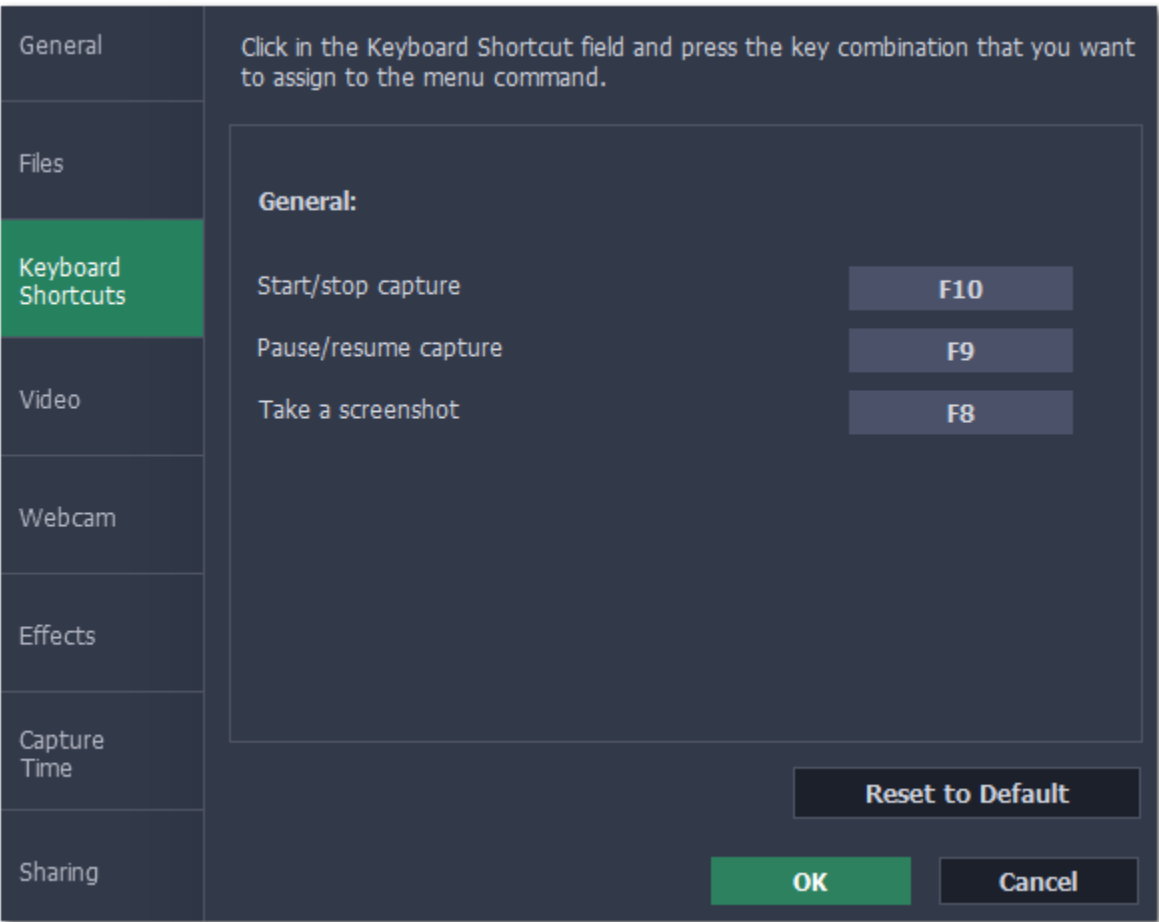 General
Files
Keyboard
Shortcuts
Video
Webcam
Effects
Capture
Time
Sharing
Click in the Keyboard Shortcut field and press the key combination that you want
to assign to the menu command.
General:
Start/stop capture F10
Pause/resume capture F9
Take a screenshot F8
Reset to Default
OK Cancel